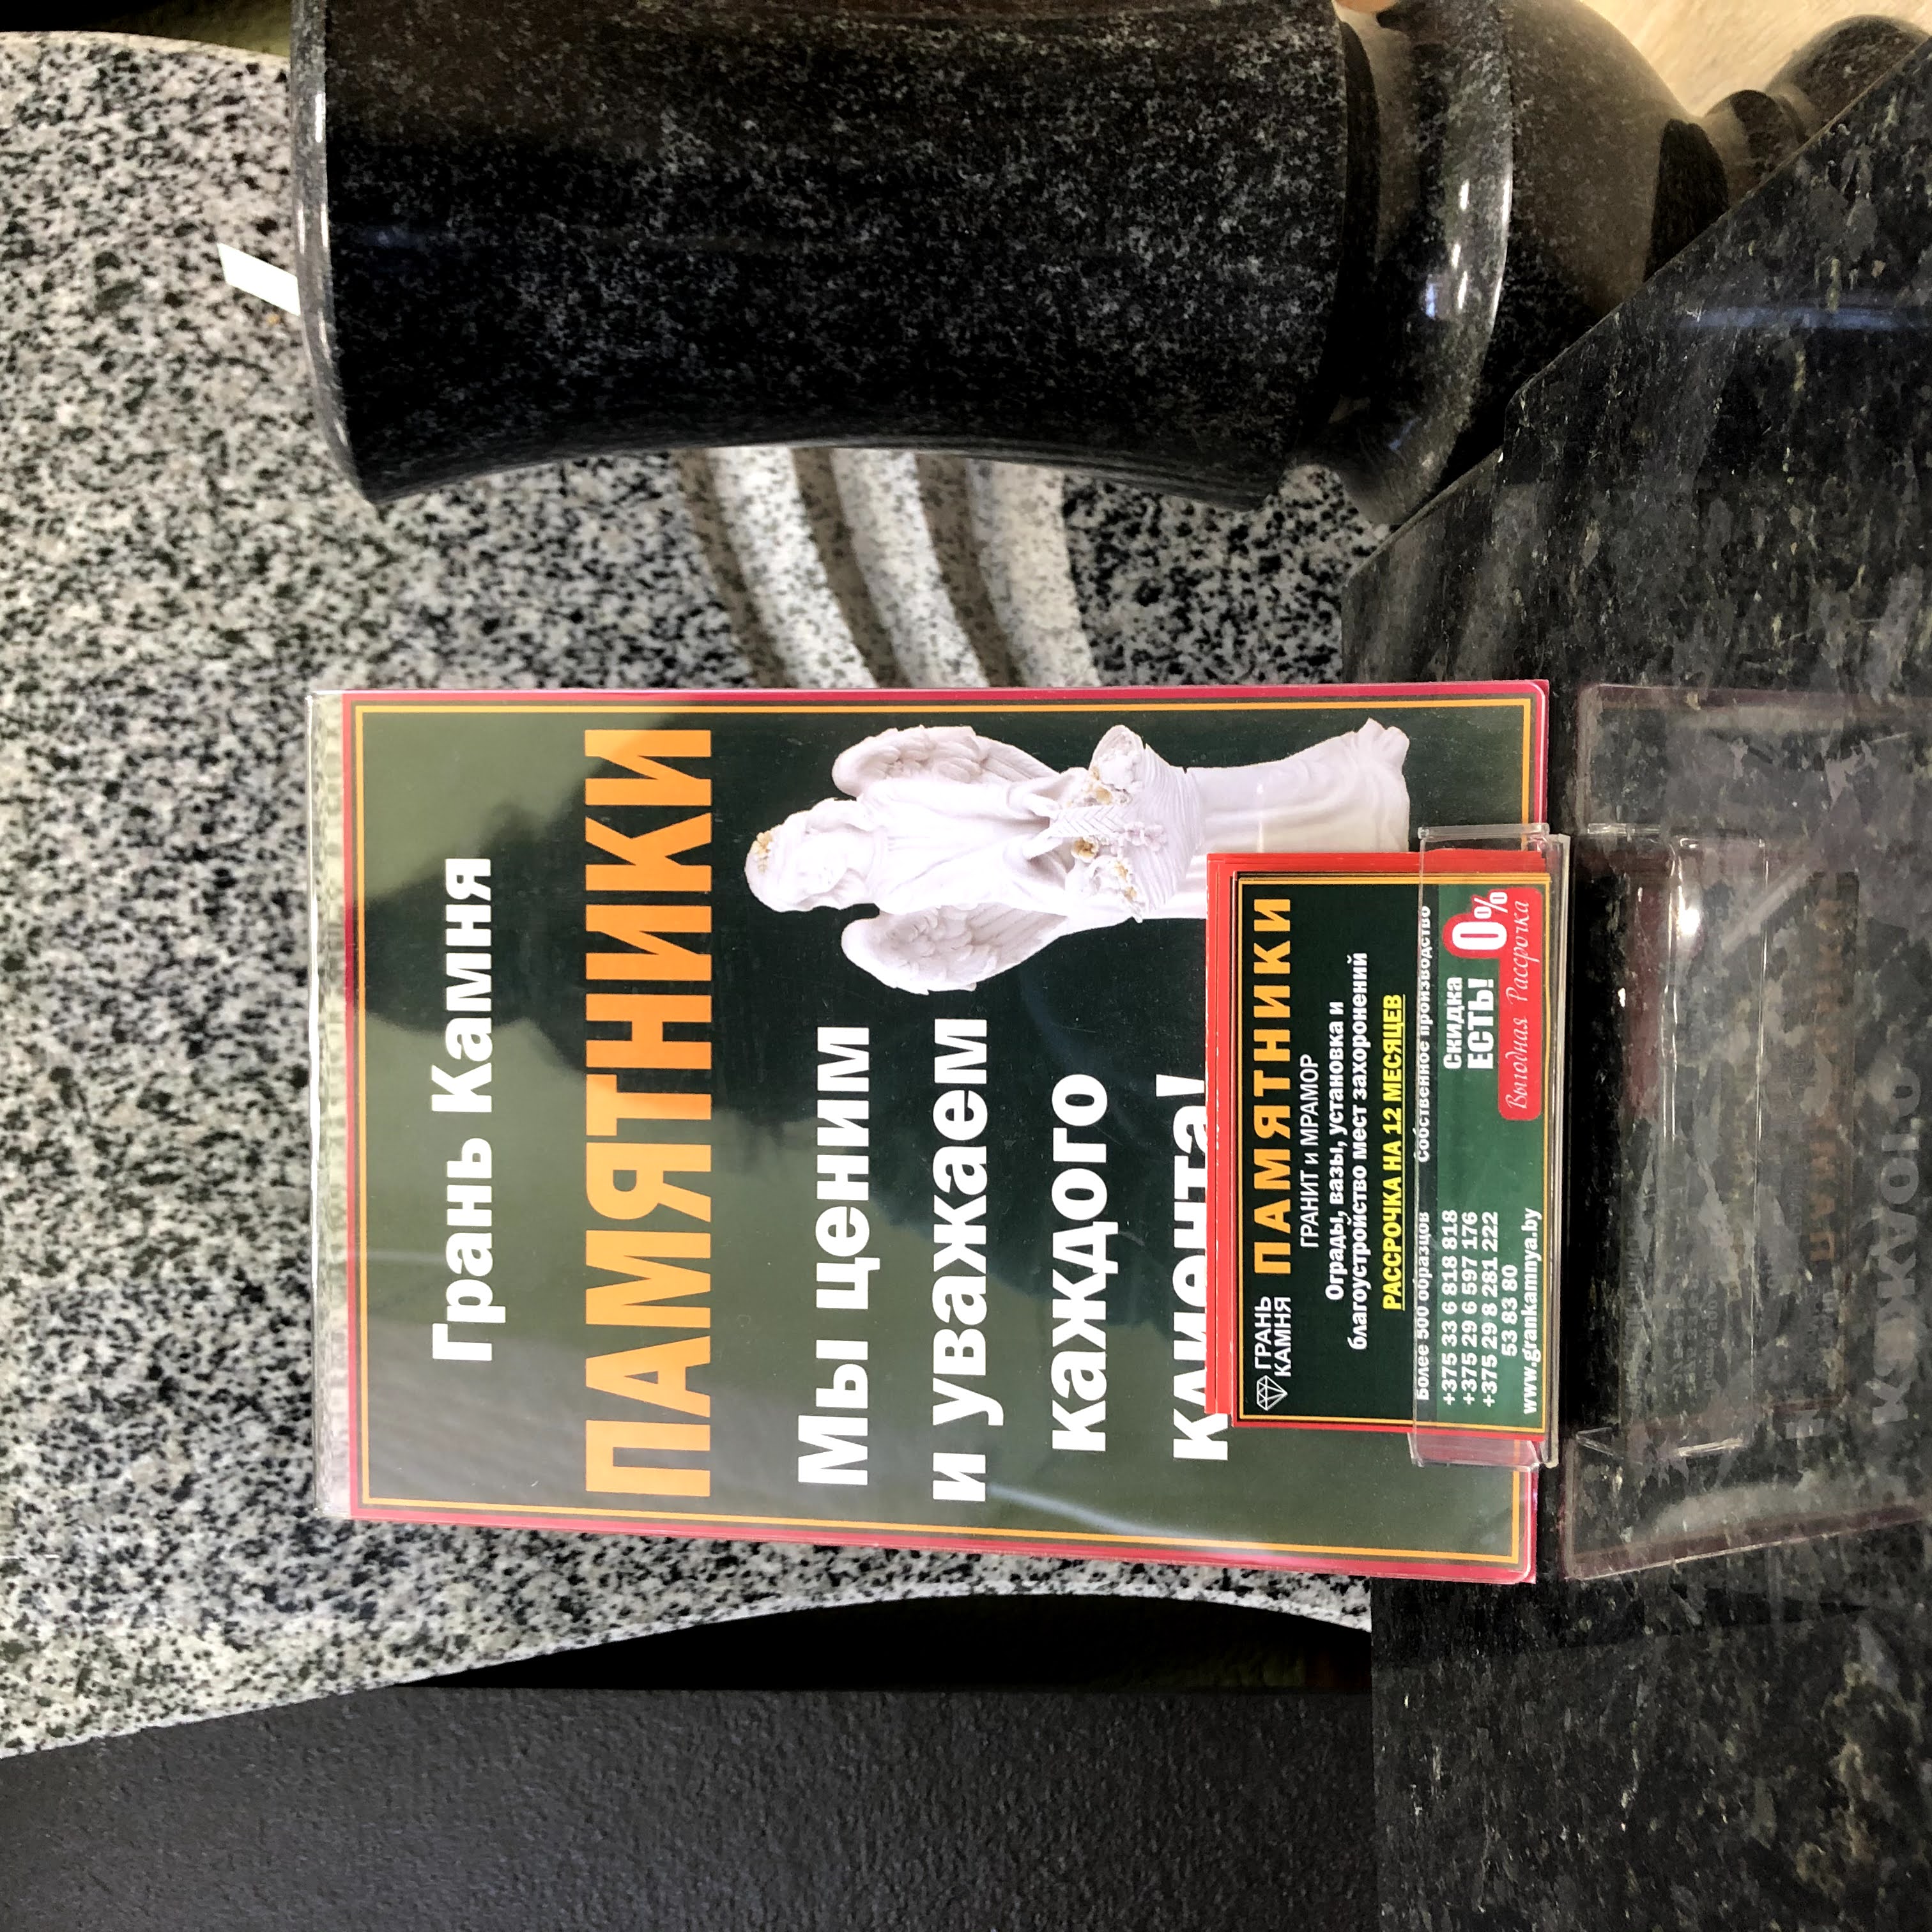 Грань Камня
ПАМЯТНИКИ
Мы ценим
и уважаем
каждого
клиента!
ГРАНЬ
КАМНЯ
ПАМЯТНИКИ
ГРАНИТ и МРАМОР
Ограды, вазы, установка и
благоустройство мест захоронений
РАССРОЧКА НА 12 МЕСЯЦЕВ
Более 500 образцов Собственное производство
+375 33 6 818 818
+375 29 6 597 176
+375 29 8 281 222
53 83 80
www.grankamnya.by
Скидка
ЕСТЬ!
0%
Выгодная Рассрочка